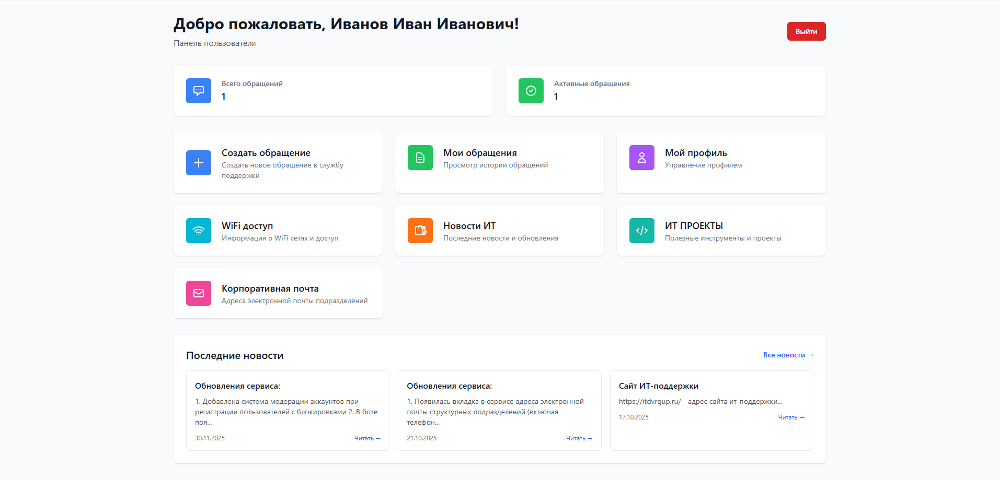 Добро пожаловать, Иванов Иван Иванович!
Панель пользователя
Выйти
Всего обращений
1
Активные обращения
1
Создать обращение
Создать новое обращение в службу
поддержки
Мои обращения
Просмотр истории обращений
Мой профиль
Управление профилем
WiFi доступ
Информация о WiFi сетях и доступ
Новости ИТ
Последние новости и обновления
ИТ ПРОЕКТЫ
Полезные инструменты и проекты
Корпоративная почта
Адреса электронной почты подразделений
Последние новости
Все новости →
Обновления сервиса:
1. Добавлена система модерации аккаунтов при
регистрации пользователей с блокировками 2. В боте
поя...
30.11.2025
Читать →
Обновления сервиса:
1. Появилась вкладка в сервисе адреса электронной
почты структурных подразделений (включая
телефон...
21.10.2025
Читать →
Сайт ИТ-поддержки
https://itdvrgup.ru/ - адрес сайта ит-поддержки...
17.10.2025
Читать →